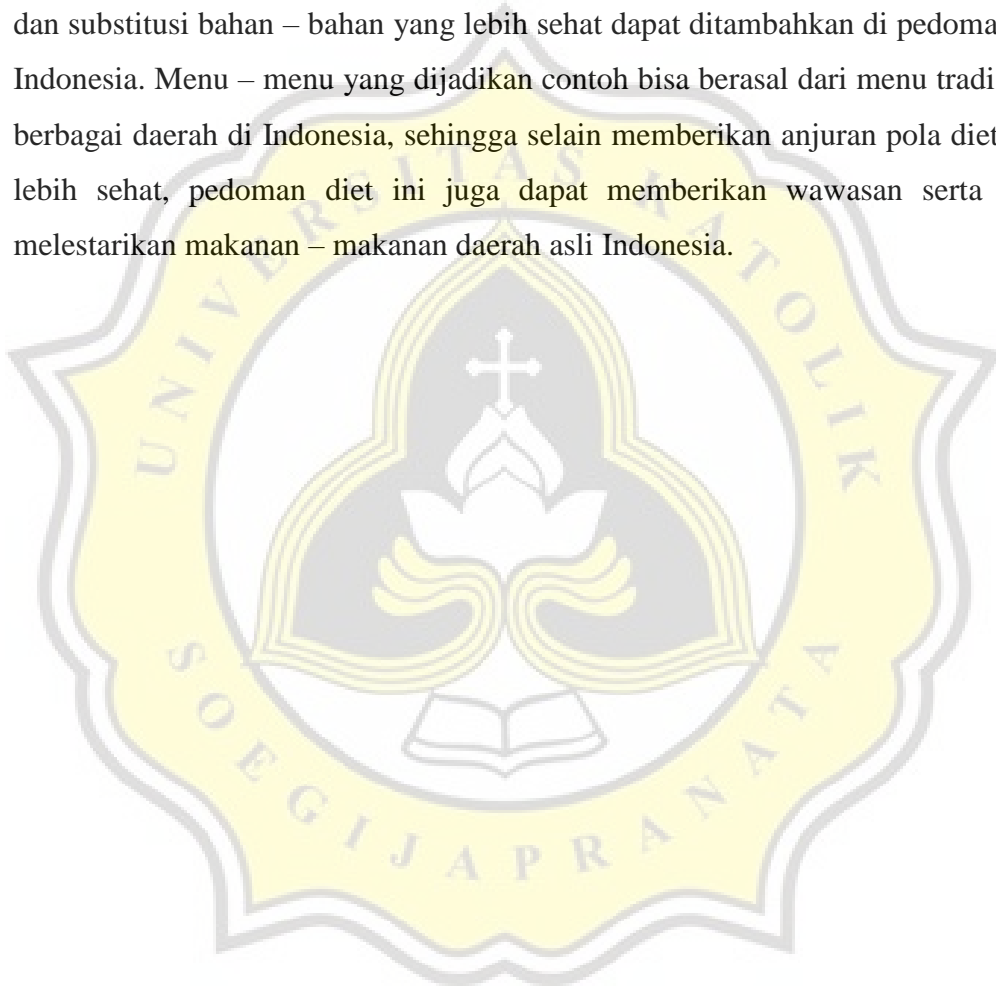 dan substitusi bahan – bahan yang lebih sehat dapat ditambahkan di pedoma
Indonesia. Menu – menu yang dijadikan contoh bisa berasal dari menu tradi
berbagai daerah di Indonesia, sehingga selain memberikan anjuran pola diet
lebih sehat, pedoman diet ini juga dapat memberikan wawasan serta
melestarikan makanan – makanan daerah asli Indonesia.
UNIVERSITAS KATOLIK
SOEGIJAPRANATA